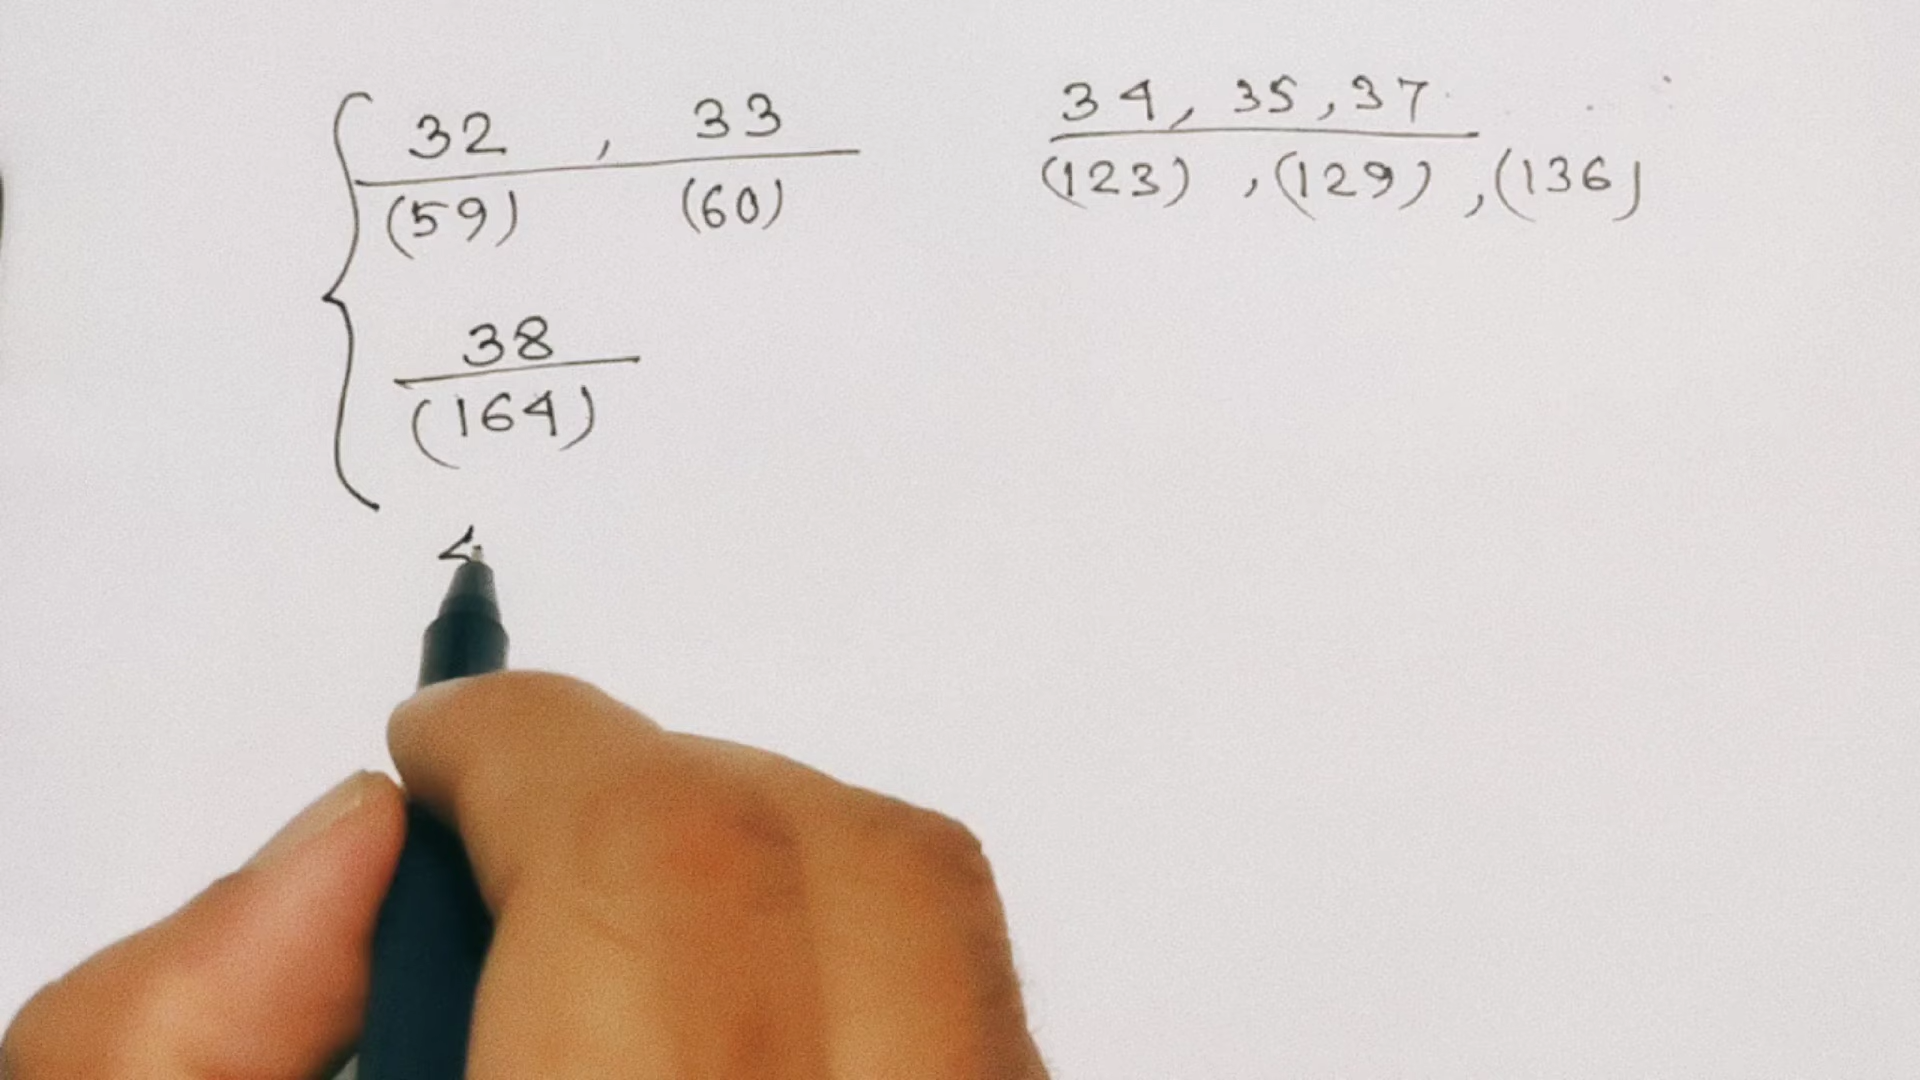 32 , 33
(59) (60)
34, 35, 37
(123) , (129) , (136)
38
(164)